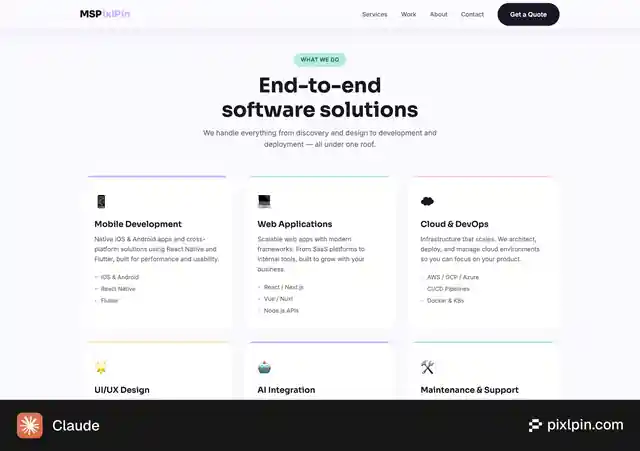 MSPixlPin
Services Work About Contact Get a Quote
WHAT WE DO
End-to-end
software solutions
We handle everything from discovery and design to development and
deployment — all under one roof.
Mobile Development
Native iOS & Android apps and cross-
platform solutions using React Native and
Flutter, built for performance and usability.
→ iOS & Android
→ React Native
→ Flutter
Web Applications
Scalable web apps with modern
frameworks. From SaaS platforms to
internal tools, built to grow with your
business.
→ React / Next.js
→ Vue / Nuxt
→ Node.js APIs
Cloud & DevOps
Infrastructure that scales. We architect,
deploy, and manage cloud environments
so you can focus on your product.
AWS / GCP / Azure
CI/CD Pipelines
Docker & K8s
UI/UX Design
AI Integration
Maintenance & Support
Claude
pixlpin.com